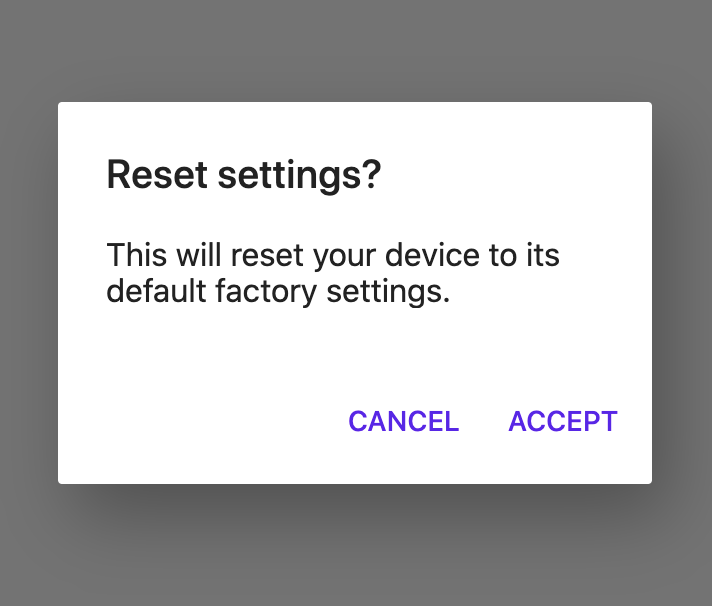 Reset settings?
This will reset your device to its
default factory settings.
CANCEL ACCEPT